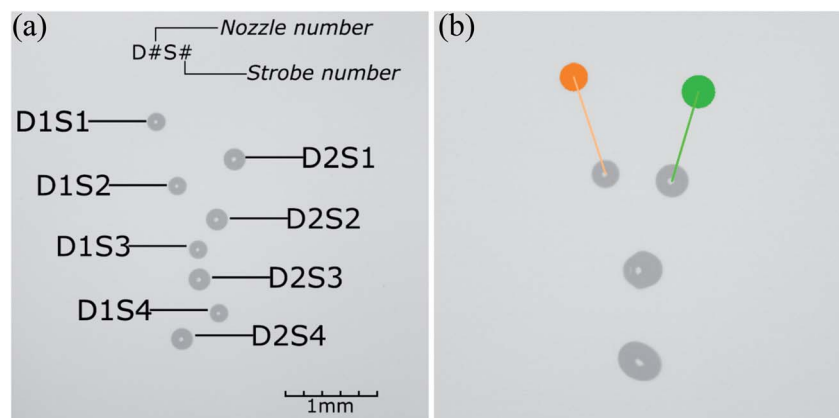 (a)
Nozzle number
D#S#
Strobe number
D1S1
D2S1
D1S2
D2S2
D1S3
D2S3
D1S4
D2S4
1mm
(b)